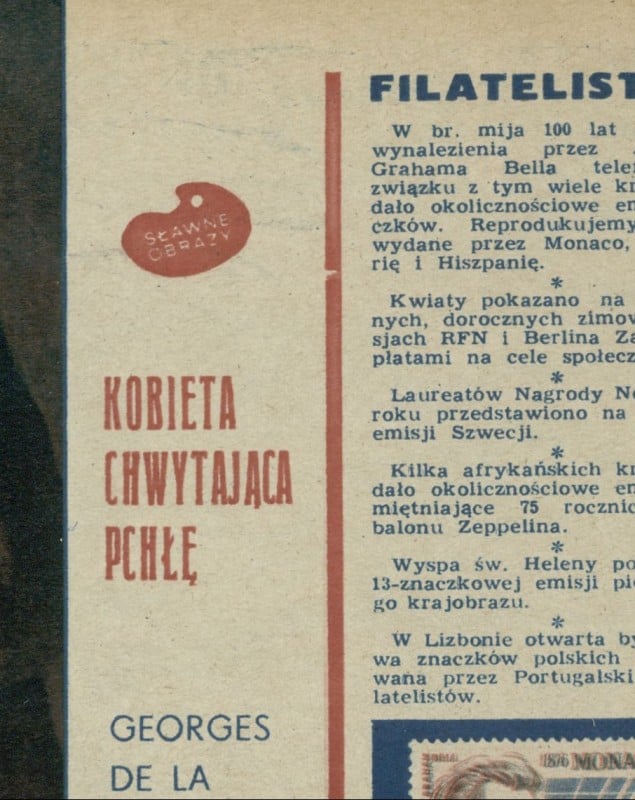 SŁAWNE
OBRAZY
KOBIETA
CHWYTAJĄCA
PCHŁĘ
GEORGES
DE LA
FILATELIST
W br. mija 100 lat
wynalezienia przez
Grahama Bella telef
związku z tym wiele kr
dało okolicznościowe em
czków. Reprodukujemy
wydane przez Monaco,
rię i Hiszpanię.
*
Kwiaty pokazano na
nych, dorocznych zimow
sjach RFN i Berlina Za
płatami na cele społecz
*
Laureatów Nagrody No
roku przedstawiono na
emisji Szwecji.
*
Kilka afrykańskich kr
dało okolicznościowe em
miętniające 75 rocznic
balonu Zeppelina.
*
Wyspa św. Heleny po
13-znaczkowej emisji pię
go krajobrazu.
*
W Lizbonie otwarta by
wa znaczków polskich
wana przez Portugalski
latelistów.
1876 MONA